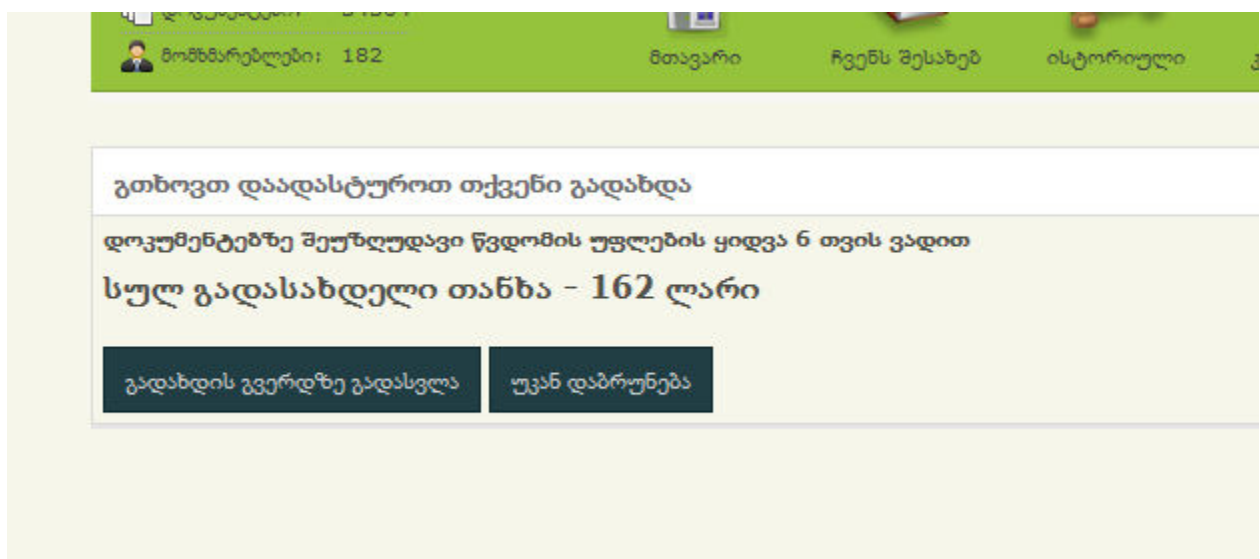 მომხმარებლები: 182
მთავარი
ჩვენს შესახებ
ისტორიული
გთხოვთ დაადასტუროთ თქვენი გადახდა
დოკუმენტებზე შეუზღუდავი წვდომის უფლების ყიდვა 6 თვის ვადით
სულ გადასახდელი თანხა - 162 ლარი
გადახდის გვერდზე გადასვლა
უკან დაბრუნება